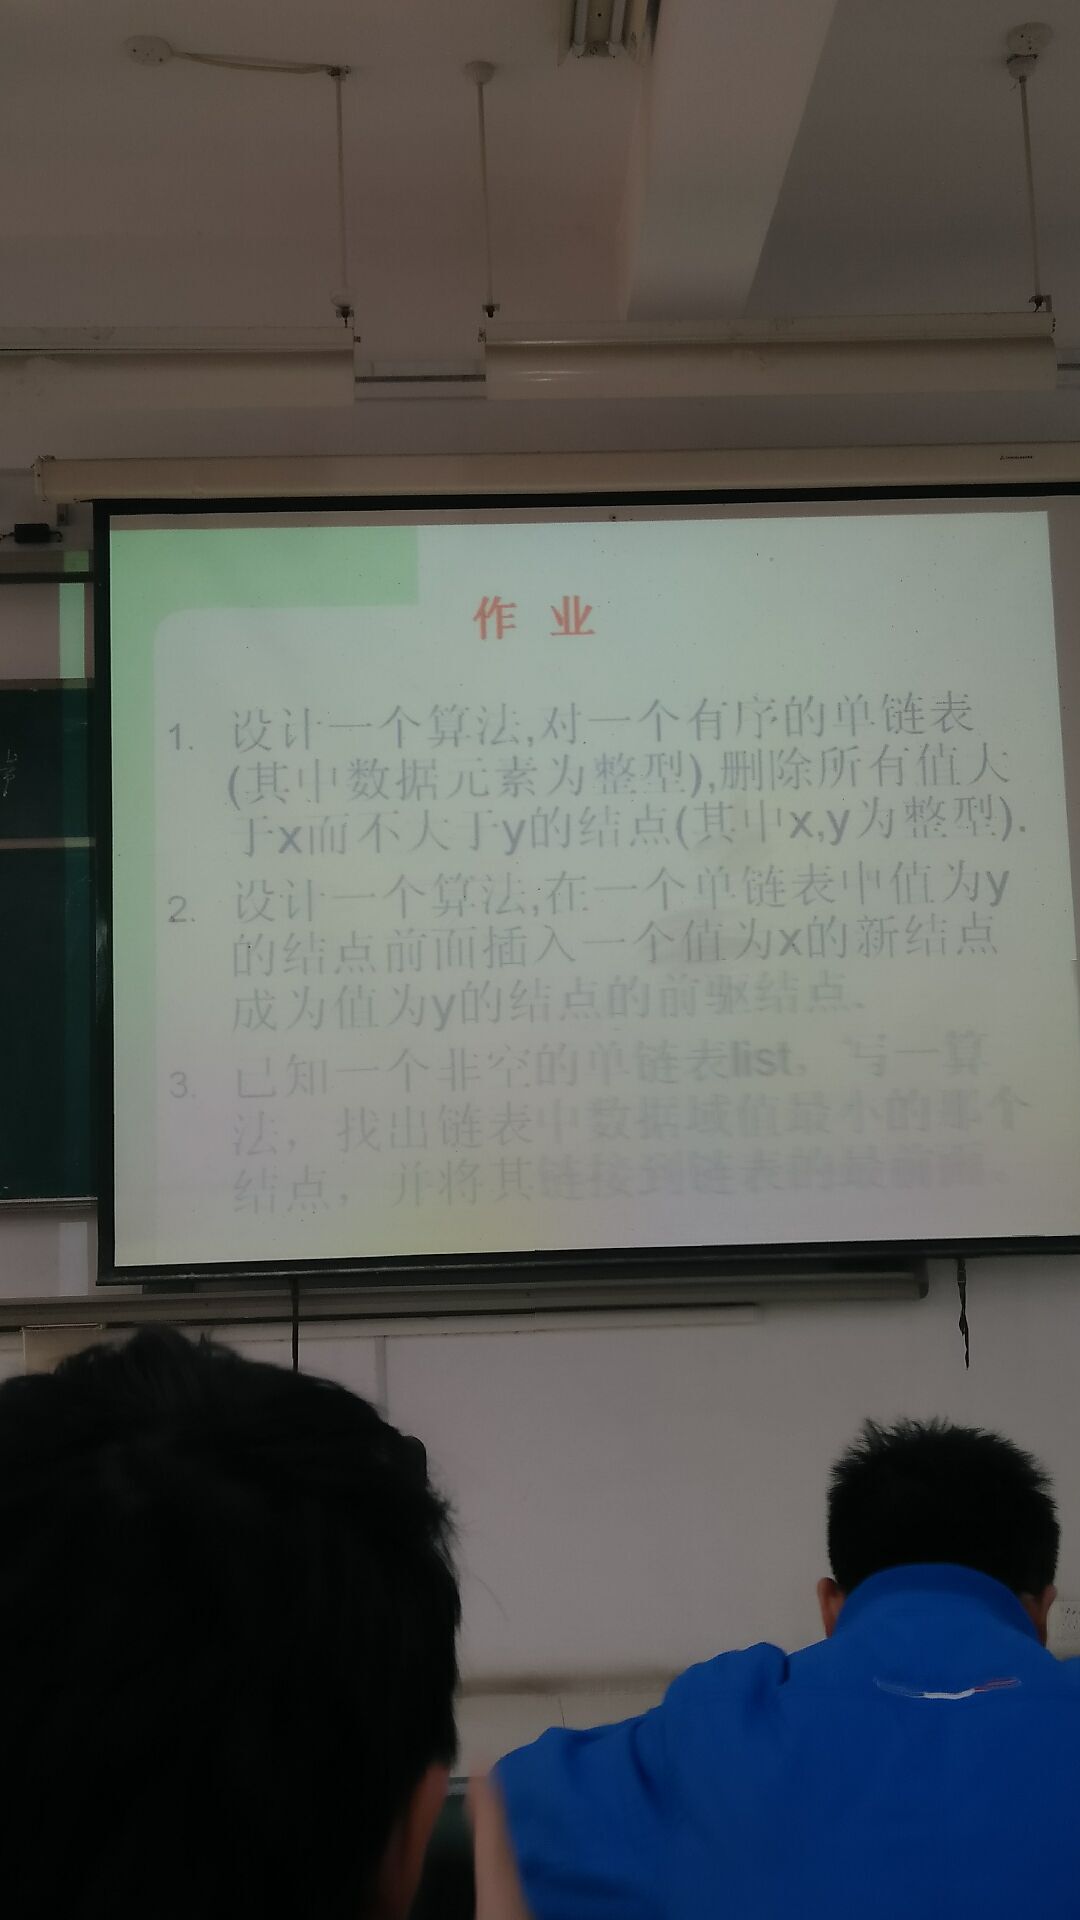 作 业
1. 设计一个算法,对一个有序的单链表
(其中数据元素为整型),删除所有值大
于x而不大于y的结点(其中x,y为整型).
2. 设计一个算法,在一个单链表中值为y
的结点前面插入一个值为x的新结点
成为值为y的结点的前驱结点.
3. 已知一个非空的单链表list。写一算
法，找出链表中数据域值最小的那个
结点，并将其链接到链表的最前面。